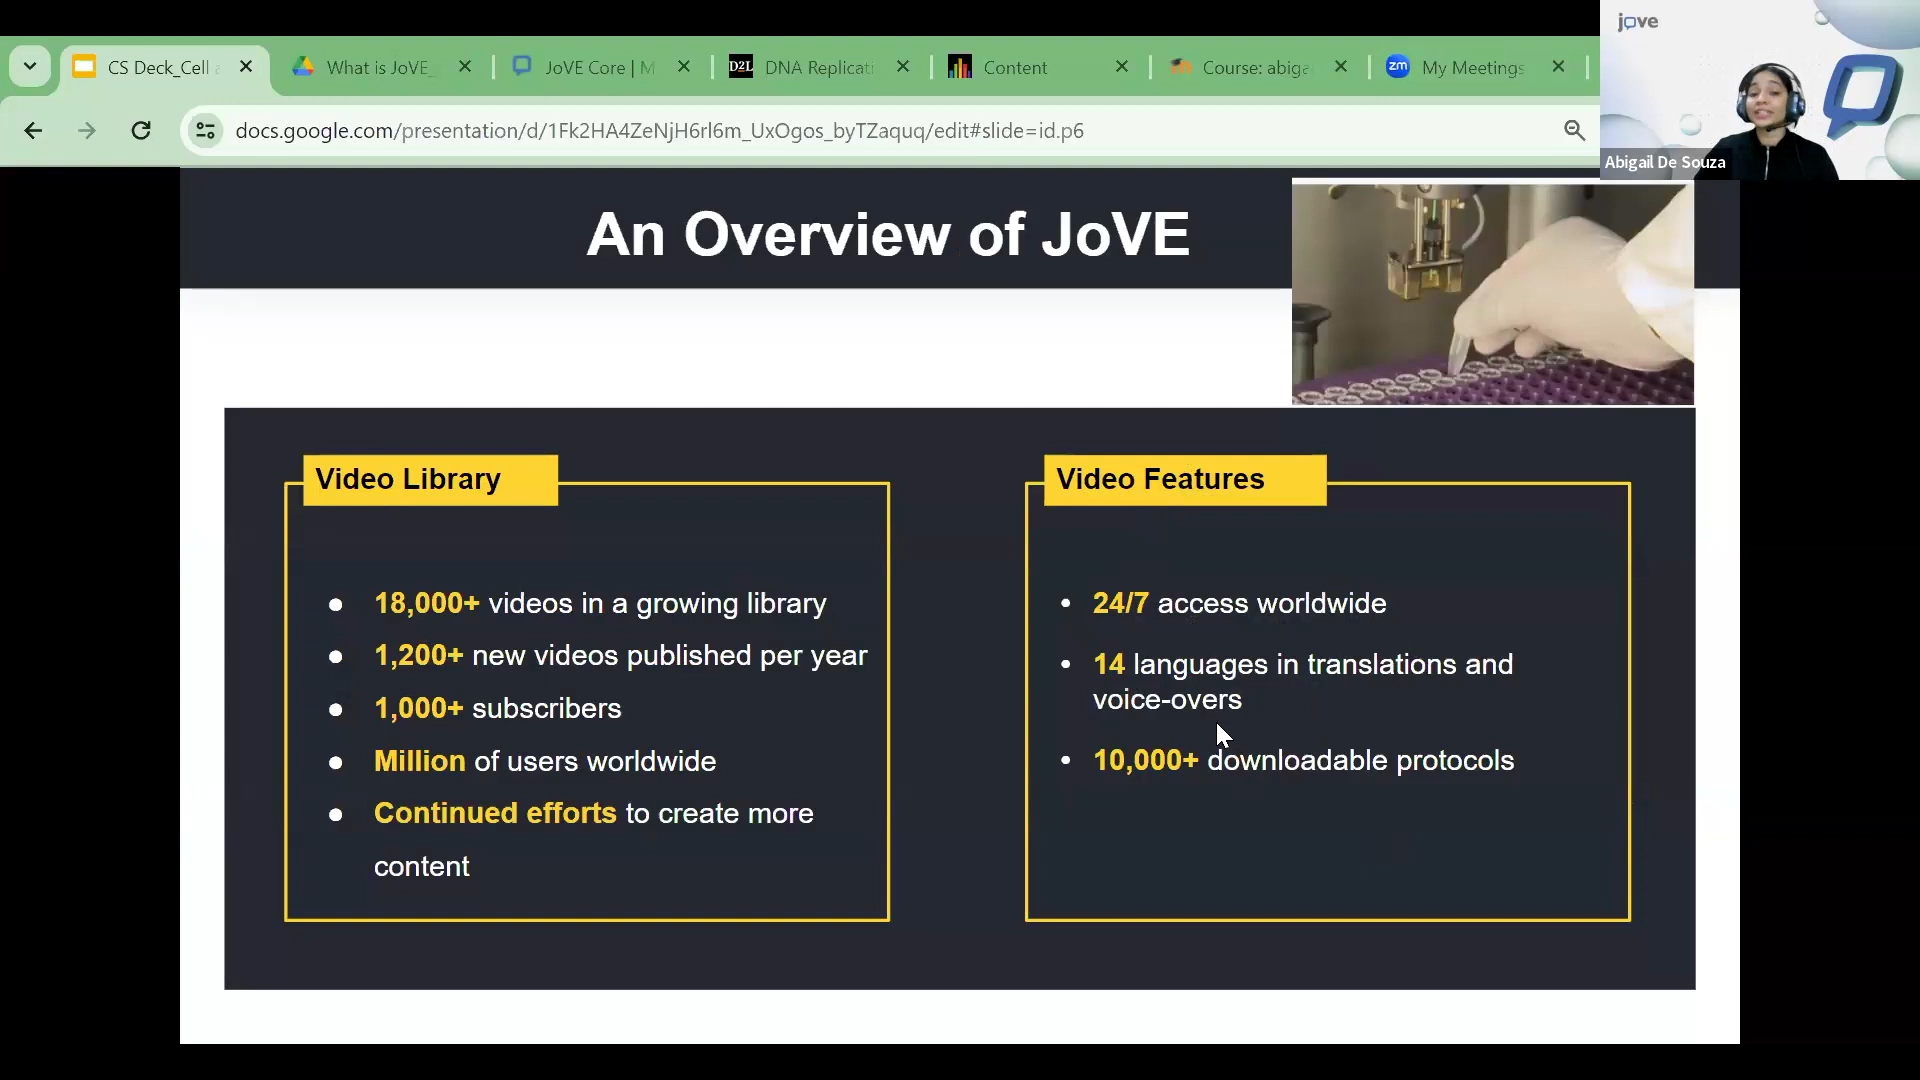 CS Deck_Cell
What is JoVE_
JoVE Core | M
D2L
DNA Replicati
Content
Course: abiga
zm
My Meetings
docs.google.com/presentation/d/1Fk2HA4ZeNjH6rl6m_UxOgos_byTZaquq/edit#slide=id.p6
jove
Abigail De Souza
An Overview of JoVE
Video Library
● 18,000+ videos in a growing library
● 1,200+ new videos published per year
● 1,000+ subscribers
● Million of users worldwide
● Continued efforts to create more
content
Video Features
• 24/7 access worldwide
• 14 languages in translations and
voice-overs
• 10,000+ downloadable protocols